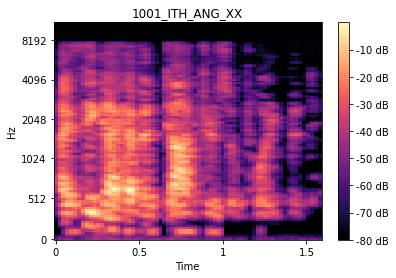 1001_ITH_ANG_XX
8192
4096
2048
1024
512
0
Hz
0
0.5
1
1.5
Time
-10 dB
-20 dB
-30 dB
-40 dB
-50 dB
-60 dB
-70 dB
-80 dB